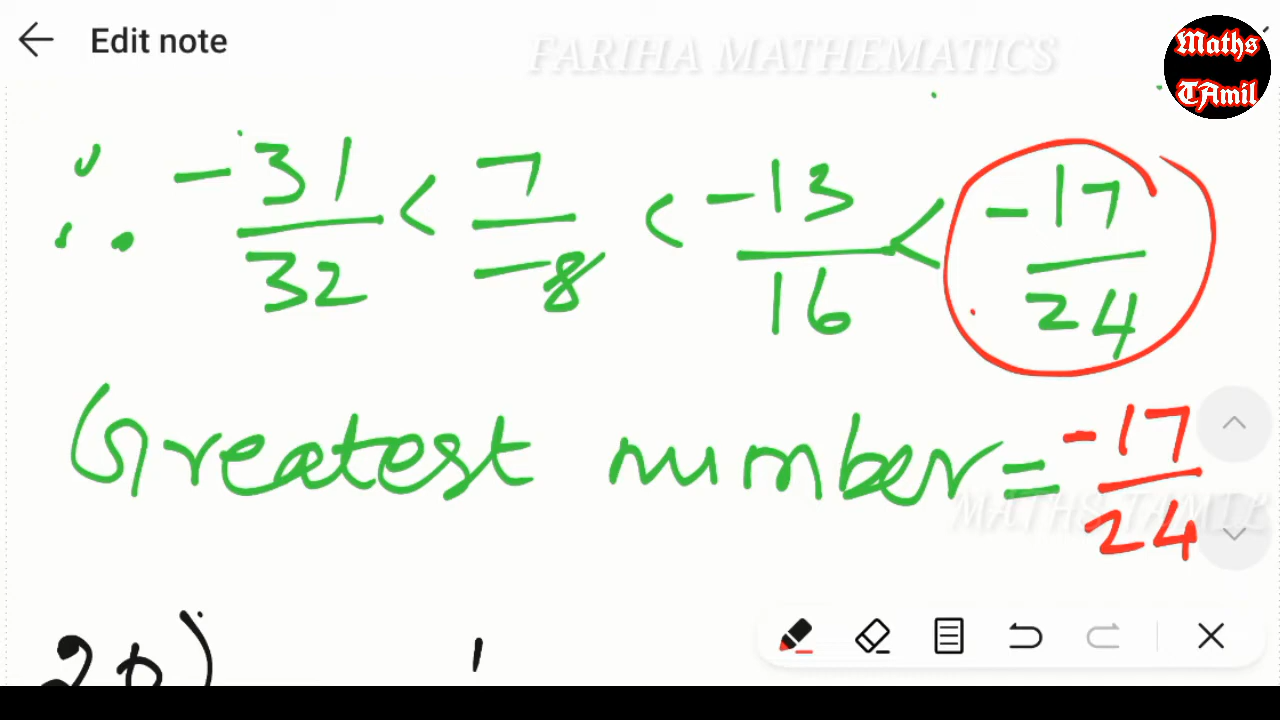 Edit note
FARIHA MATHEMATICS
Maths
TAmil
∴ -31/32 < 7/-8 < -13/16 < -17/24
Greatest number = -17/24
MATHS TAMIL